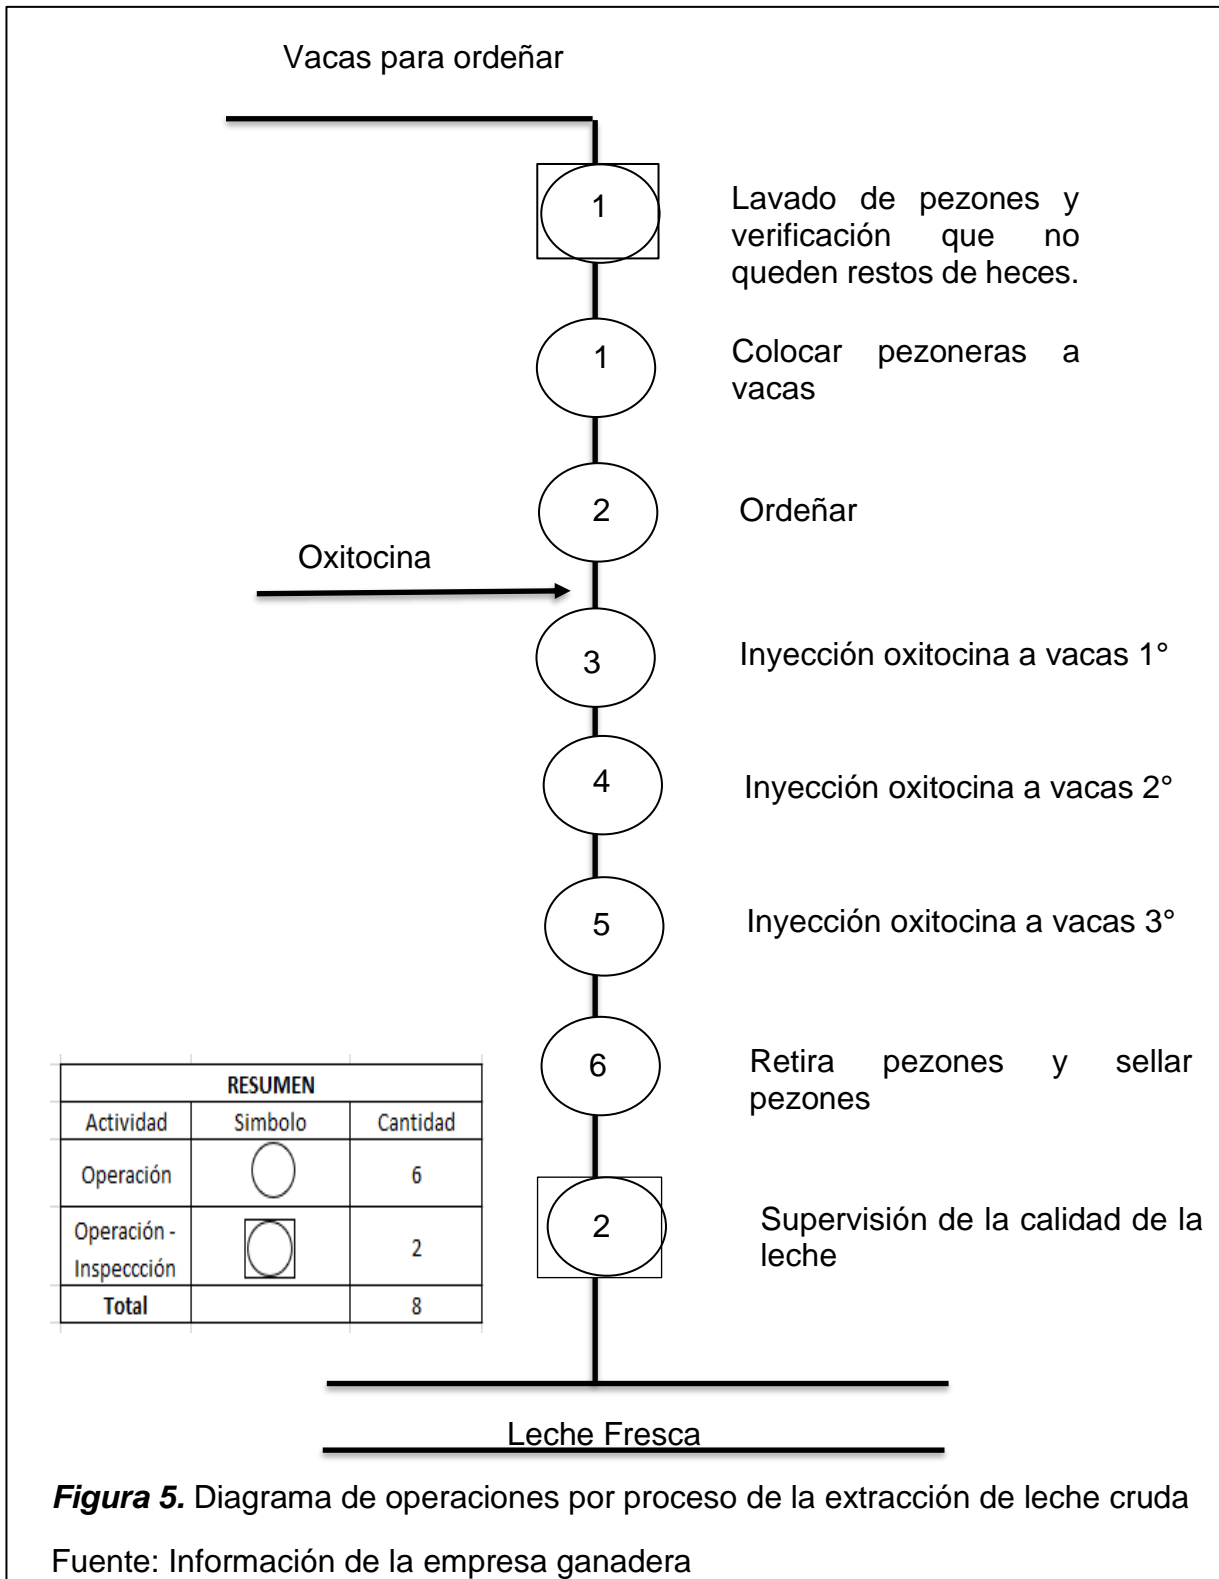 Vacas para ordeñar
1
Lavado de pezones y
verificación que no
queden restos de heces.
1
Colocar pezoneras a
vacas
2
Ordeñar
Oxitocina
3
Inyección oxitocina a vacas 1°
4
Inyección oxitocina a vacas 2°
5
Inyección oxitocina a vacas 3°
6
Retira pezones y sellar
pezones
RESUMEN
Actividad Simbolo Cantidad
Operación 6
Operación -
Inspeccción 2
Total 8
2
Supervisión de la calidad de la
leche
Leche Fresca
Figura 5. Diagrama de operaciones por proceso de la extracción de leche cruda
Fuente: Información de la empresa ganadera